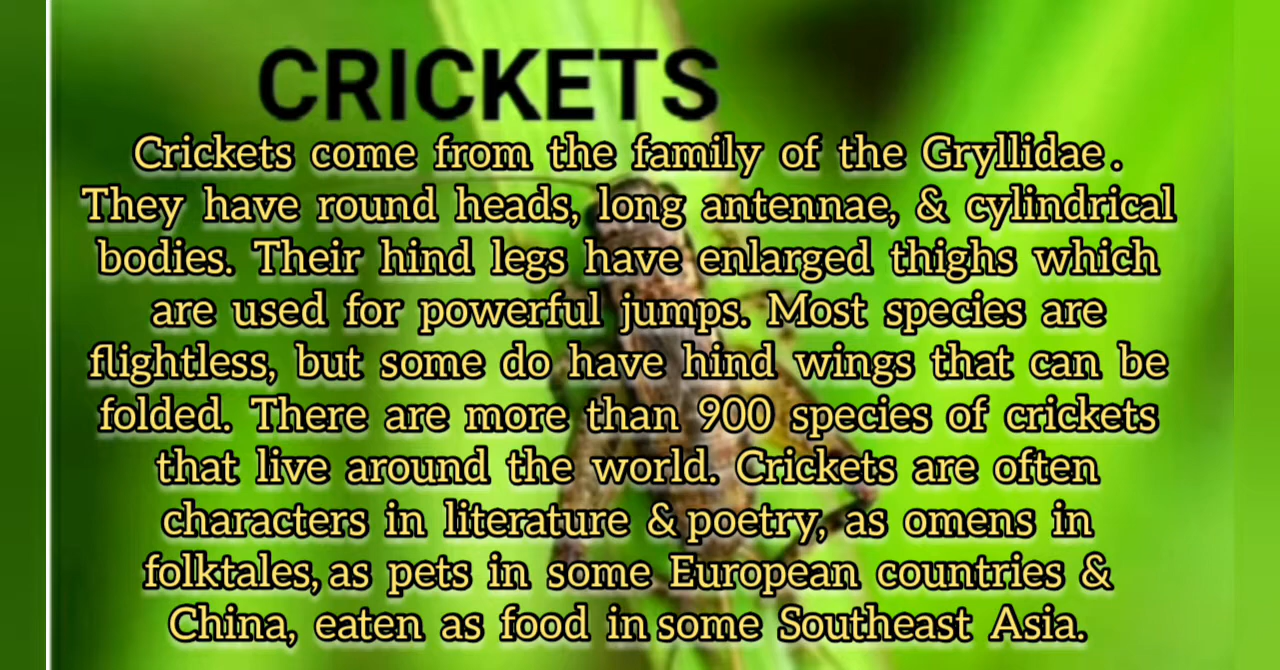 CRICKETS
Crickets come from the family of the Gryllidae.
They have round heads, long antennae, & cylindrical
bodies. Their hind legs have enlarged thighs which
are used for powerful jumps. Most species are
flightless, but some do have hind wings that can be
folded. There are more than 900 species of crickets
that live around the world. Crickets are often
characters in literature & poetry, as omens in
folktales, as pets in some European countries &
China, eaten as food in some Southeast Asia.